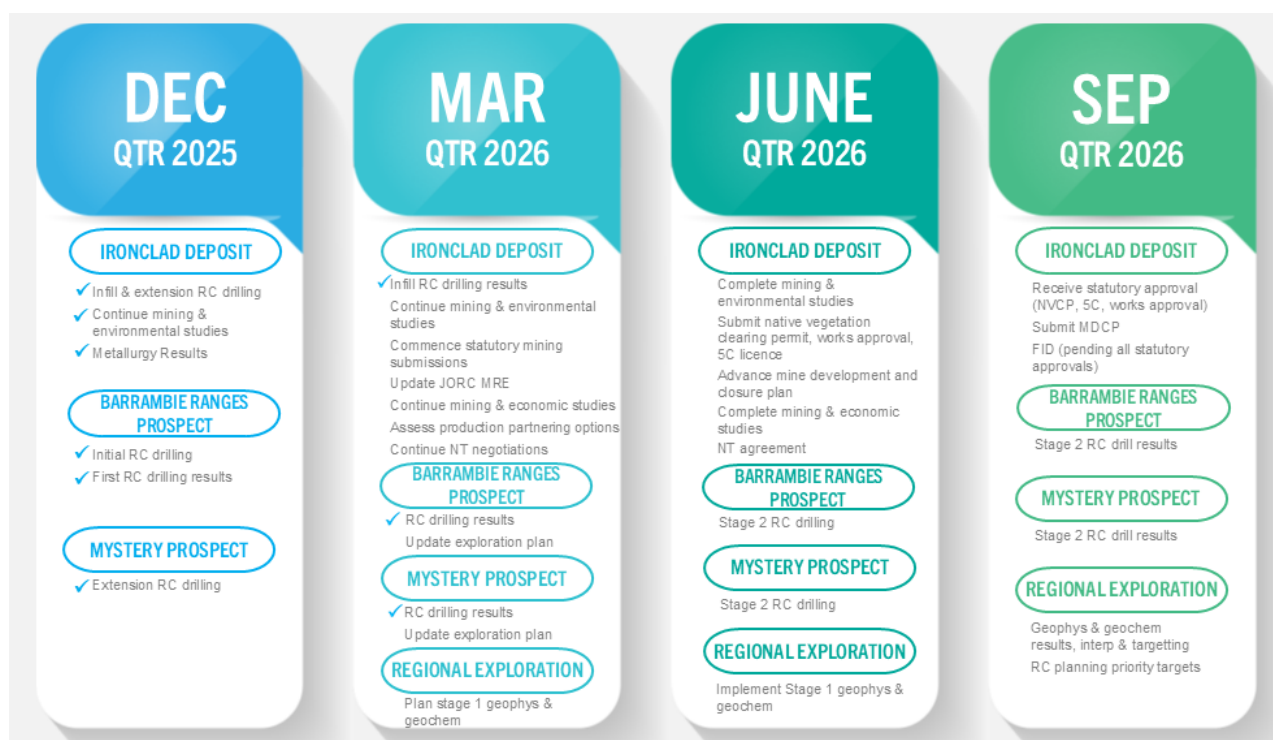 DEC
QTR 2025
IRONCLAD DEPOSIT
Infill & extension RC drilling
Continue mining &
environmental studies
Metallurgy Results
BARRAMBIE RANGES
PROSPECT
Initial RC drilling
First RC drilling results
MYSTERY PROSPECT
Extension RC drilling
MAR
QTR 2026
IRONCLAD DEPOSIT
Infill RC drilling results
Continue mining & environmental
studies
Commence statutory mining
submissions
Update JORC MRE
Continue mining & economic studies
Assess production partnering options
Continue NT negotiations
BARRAMBIE RANGES
PROSPECT
RC drilling results
Update exploration plan
MYSTERY PROSPECT
RC drilling results
Update exploration plan
REGIONAL EXPLORATION
Plan stage 1 geophys &
geochem
JUNE
QTR 2026
IRONCLAD DEPOSIT
Complete mining &
environmental studies
Submit native vegetation
clearing permit, works approval,
5C licence
Advance mine development and
closure plan
Complete mining & economic
studies
NT agreement
BARRAMBIE RANGES
PROSPECT
Stage 2 RC drilling
MYSTERY PROSPECT
Stage 2 RC drilling
REGIONAL EXPLORATION
Implement Stage 1 geophys &
geochem
SEP
QTR 2026
IRONCLAD DEPOSIT
Receive statutory approval
(NVCP, 5C, works approval)
Submit MDCP
FID (pending all statutory
approvals)
BARRAMBIE RANGES
PROSPECT
Stage 2 RC drill results
MYSTERY PROSPECT
Stage 2 RC drill results
REGIONAL EXPLORATION
Geophys & geochem
results, interp & targetting
RC planning priority targets